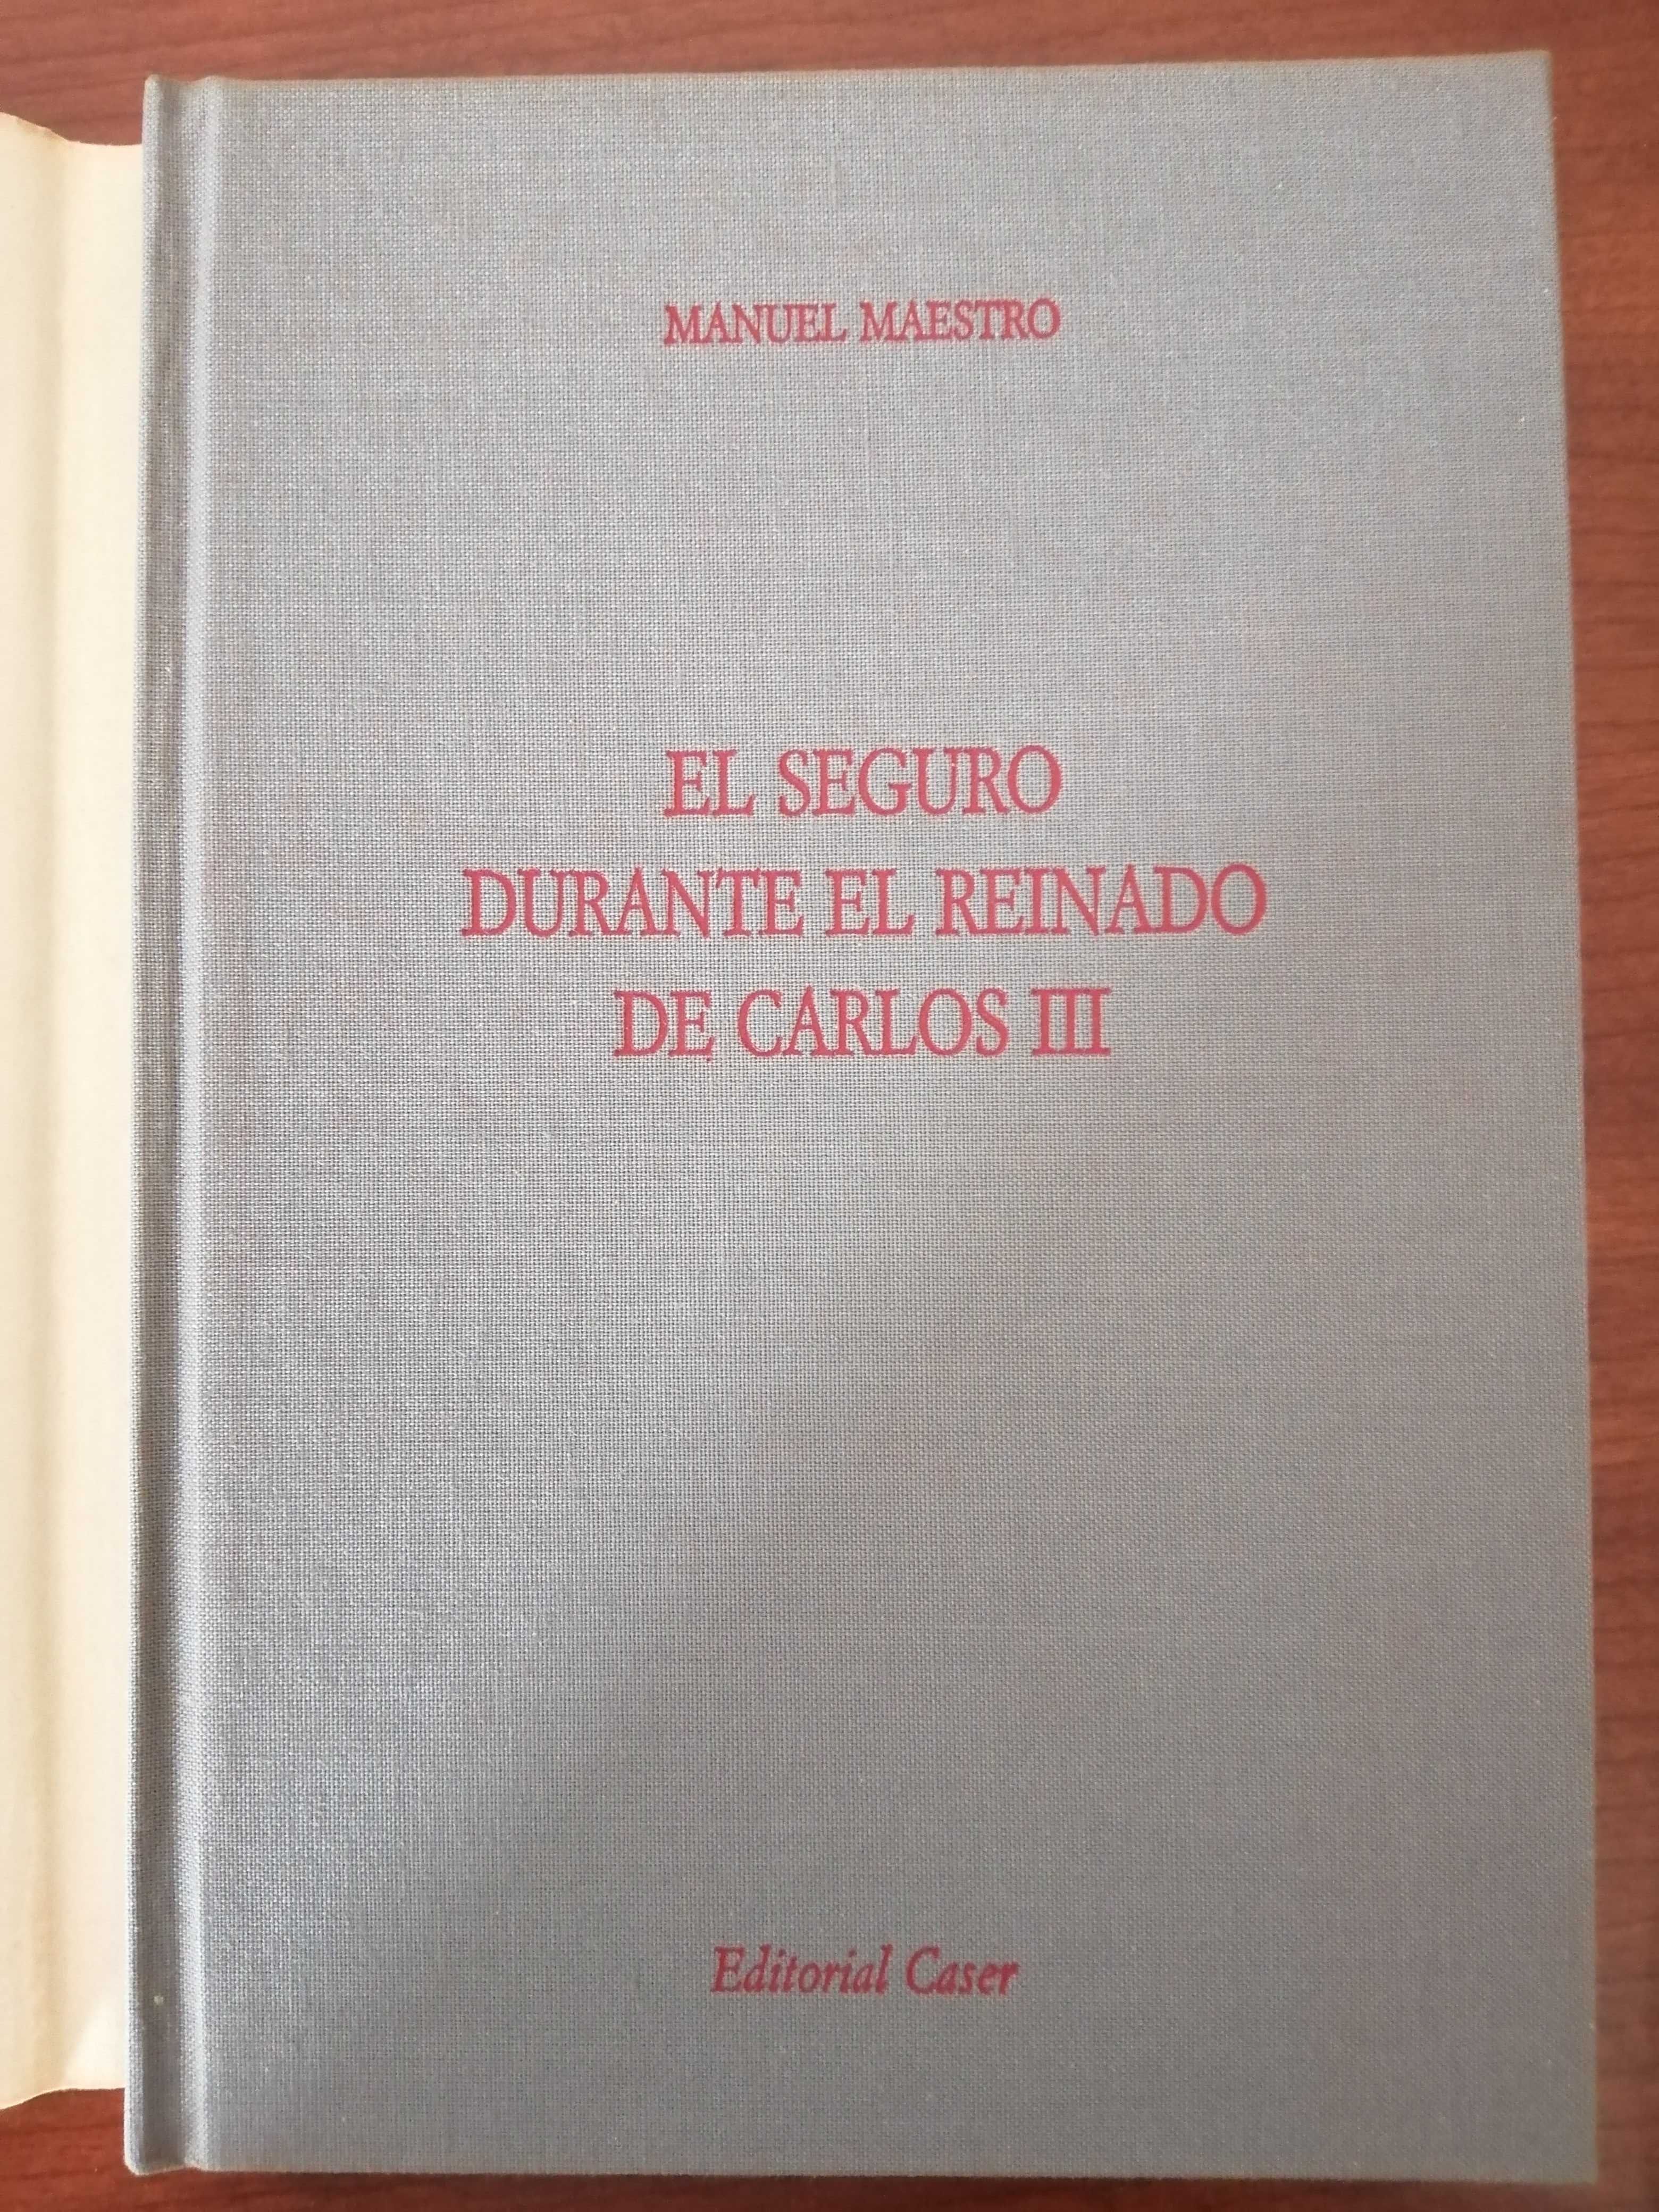 MANUEL MAESTRO
EL SEGURO
DURANTE EL REINADO
DE CARLOS III
Editorial Caser